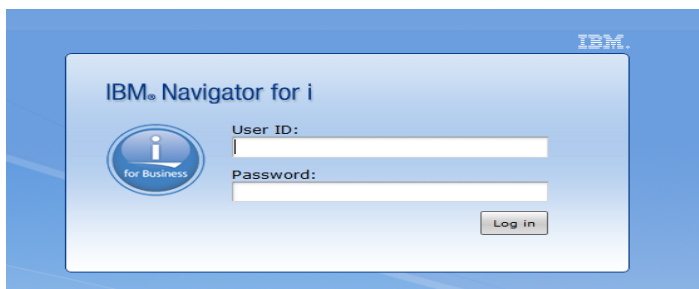 IBM.
IBM® Navigator for i
User ID:
i
for Business
Password:
Log in